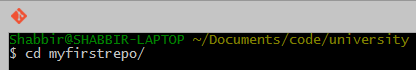 Shabbir@SHABBIR-LAPTOP ~/Documents/code/university
$ cd myfirstrepo/